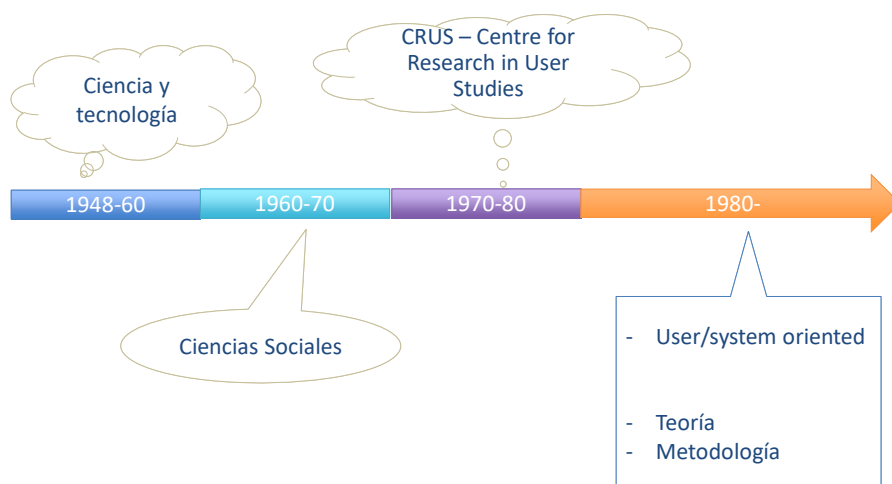 CRUS – Centre for
Research in User
Studies
Ciencia y
tecnología
1948-60
1960-70
1970-80
1980-
Ciencias Sociales
- User/system oriented
- Teoría
- Metodología